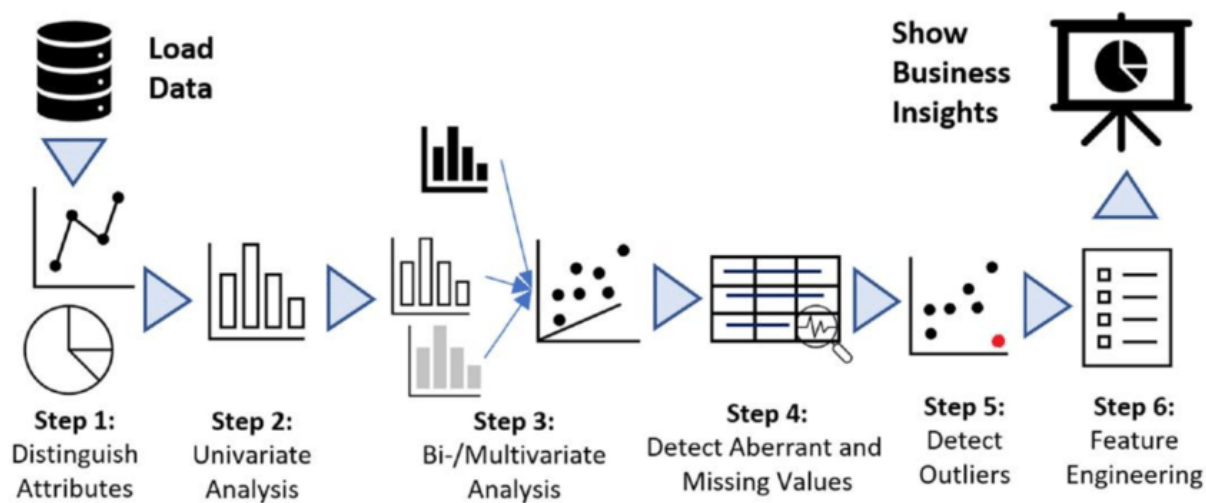 Load
Data
Show
Business
Insights
Step 1:
Distinguish
Attributes
Step 2:
Univariate
Analysis
Step 3:
Bi-/Multivariate
Analysis
Step 4:
Detect Aberrant and
Missing Values
Step 5:
Detect
Outliers
Step 6:
Feature
Engineering